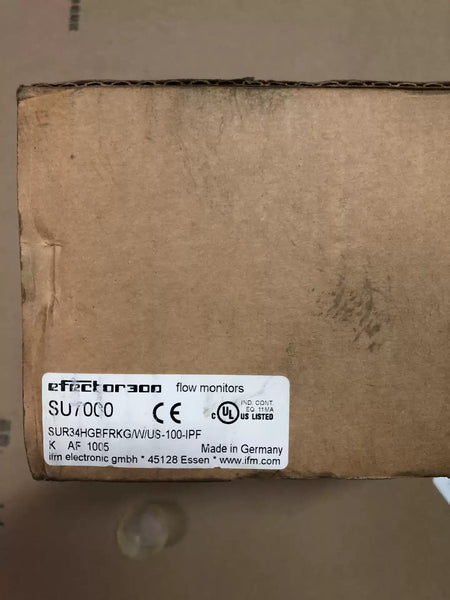 efector300 flow monitors
SU7000 CE c UL US LISTED IND. CONT. EQ. 11MA
SUR34HGBFRKG/W/US-100-IPF
K AF 1005 Made in Germany
ifm electronic gmbh * 45128 Essen * www.ifm.com